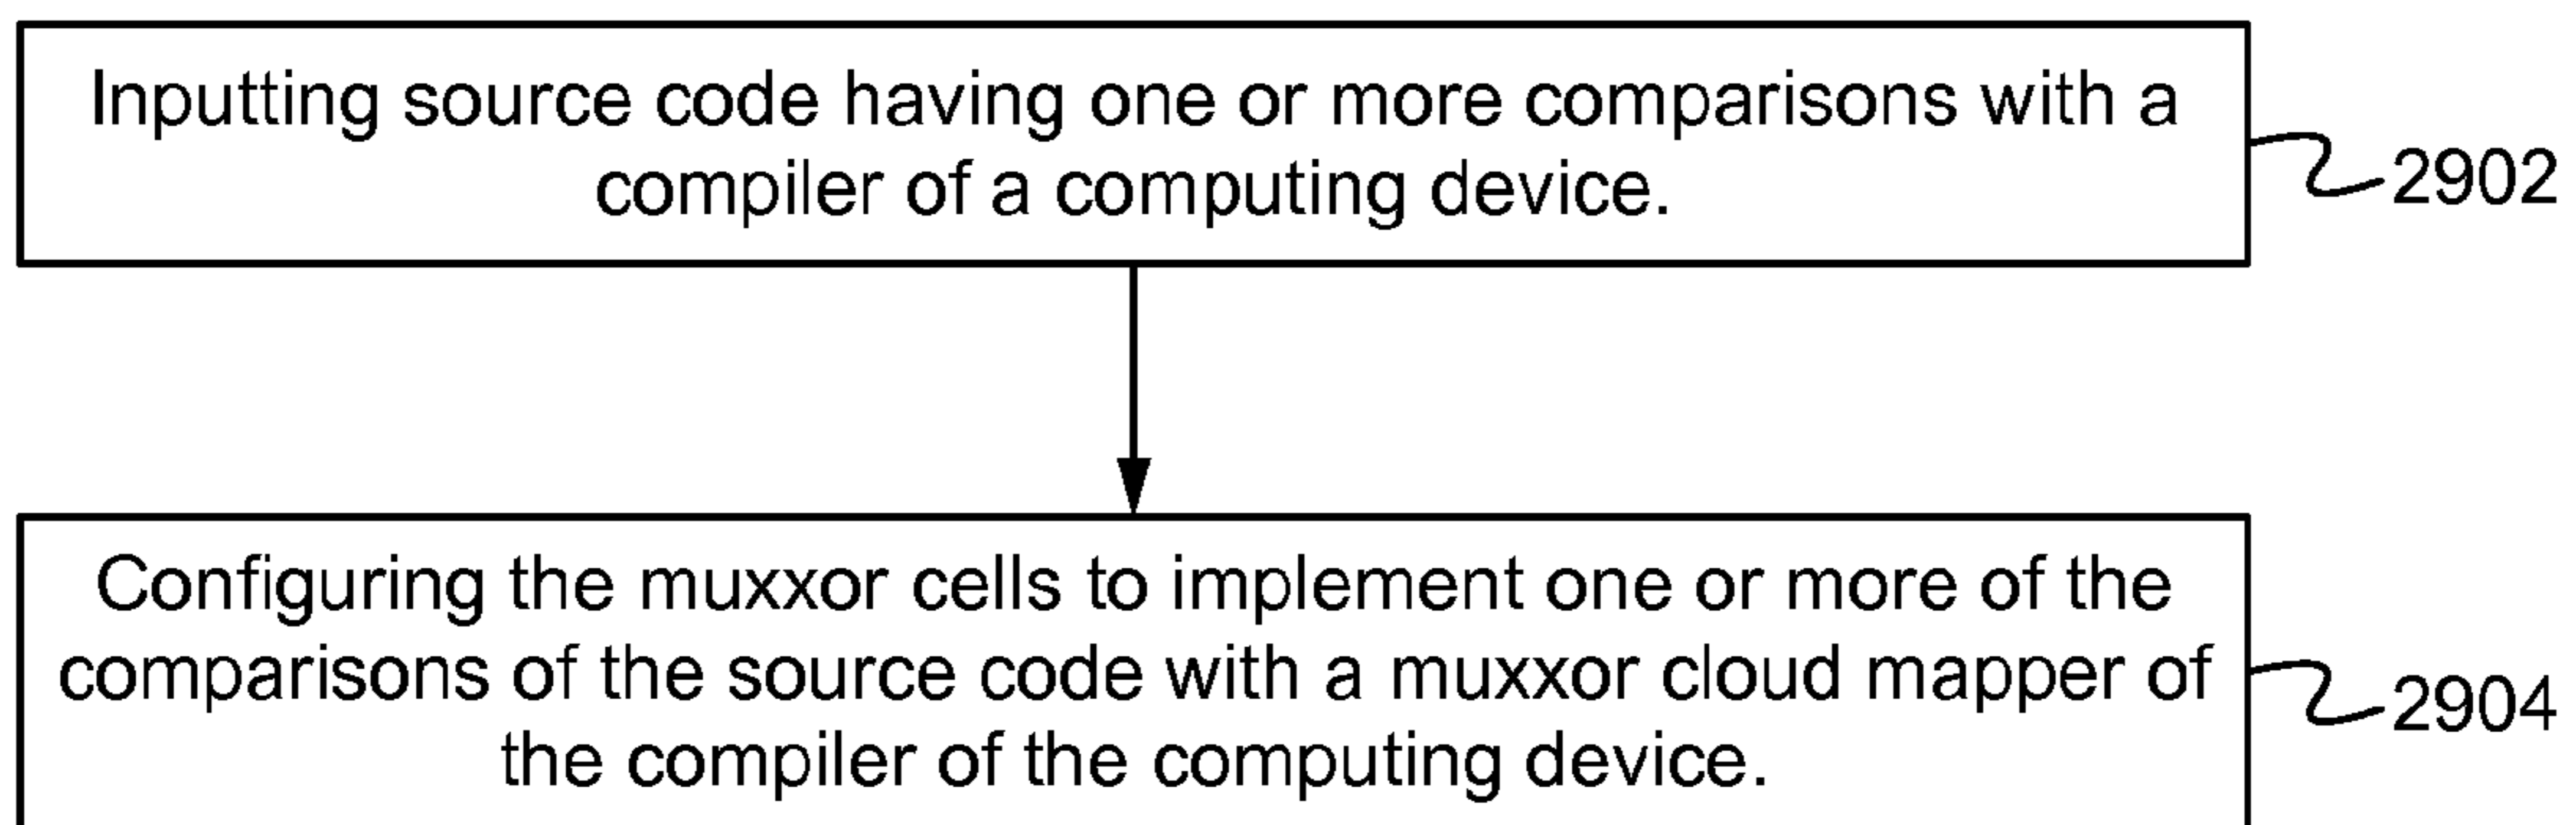 Inputting source code having one or more comparisons with a
compiler of a computing device.
2902
Configuring the muxxor cells to implement one or more of the
comparisons of the source code with a muxxor cloud mapper of
the compiler of the computing device.
2904